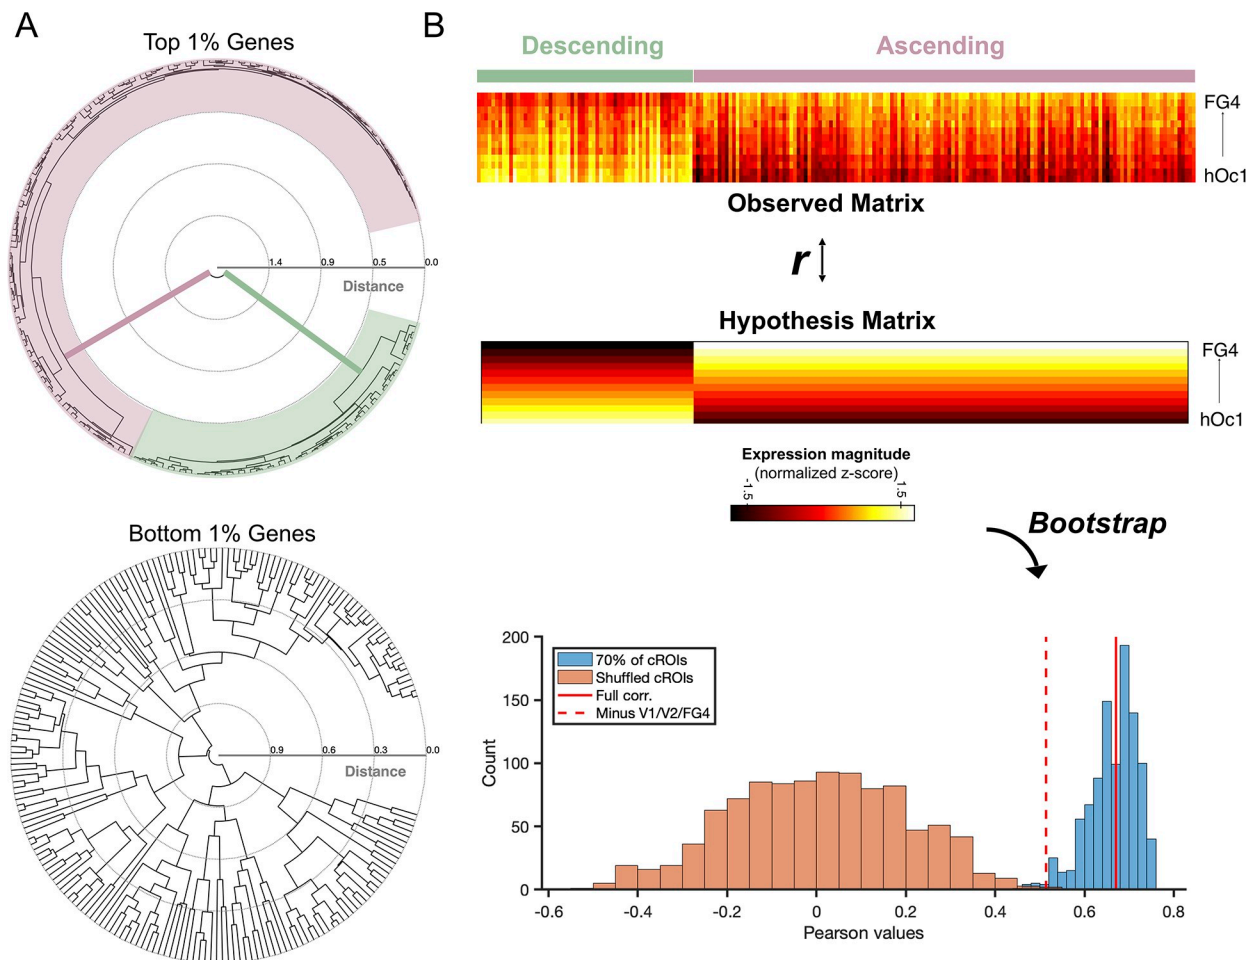 A
Top 1% Genes
1.4
0.9
0.5
0.0
Distance
Bottom 1% Genes
0.9
0.6
0.3
0.0
Distance
B
Descending
Ascending
FG4
hOc1
Observed Matrix
r
Hypothesis Matrix
FG4
hOc1
Expression magnitude
(normalized z-score)
-1.5
1.5
Bootstrap
200
150
100
50
0
Count
70% of cROIs
Shuffled cROIs
Full corr.
Minus V1/V2/FG4
-0.6
-0.4
-0.2
0
0.2
0.4
0.6
0.8
Pearson values